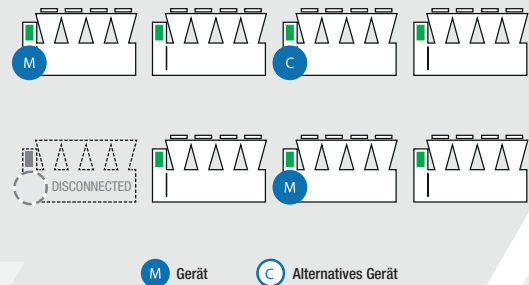 M
C
DISCONNECTED
M
M Gerät
C Alternatives Gerät